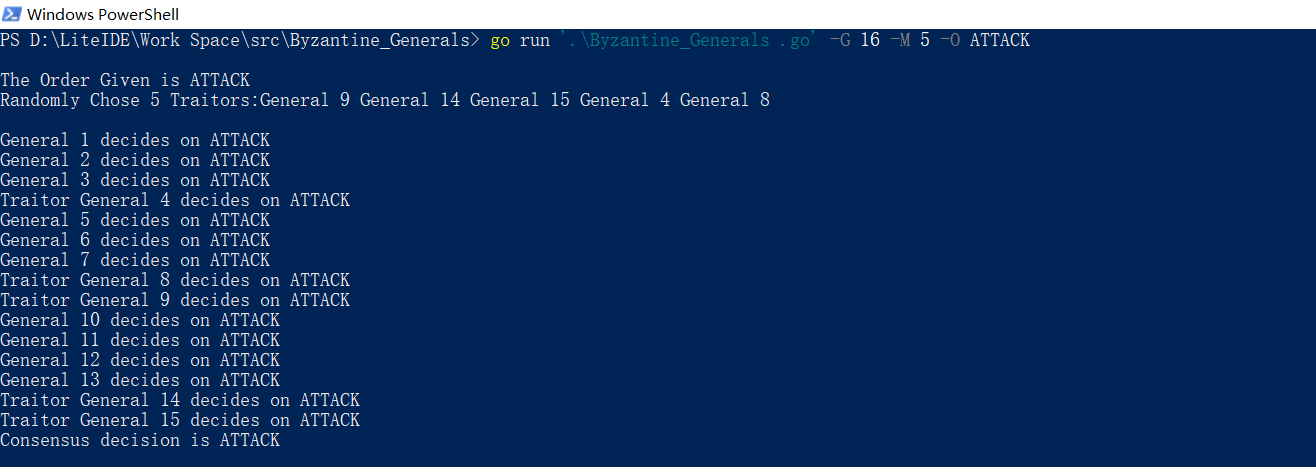 Windows PowerShell
PS D:\LiteIDE\Work Space\src\Byzantine_Generals> go run '.\Byzantine_Generals .go' -G 16 -M 5 -O ATTACK
The Order Given is ATTACK
Randomly Chose 5 Traitors:General 9 General 14 General 15 General 4 General 8
General 1 decides on ATTACK
General 2 decides on ATTACK
General 3 decides on ATTACK
Traitor General 4 decides on ATTACK
General 5 decides on ATTACK
General 6 decides on ATTACK
General 7 decides on ATTACK
Traitor General 8 decides on ATTACK
Traitor General 9 decides on ATTACK
General 10 decides on ATTACK
General 11 decides on ATTACK
General 12 decides on ATTACK
General 13 decides on ATTACK
Traitor General 14 decides on ATTACK
Traitor General 15 decides on ATTACK
Consensus decision is ATTACK